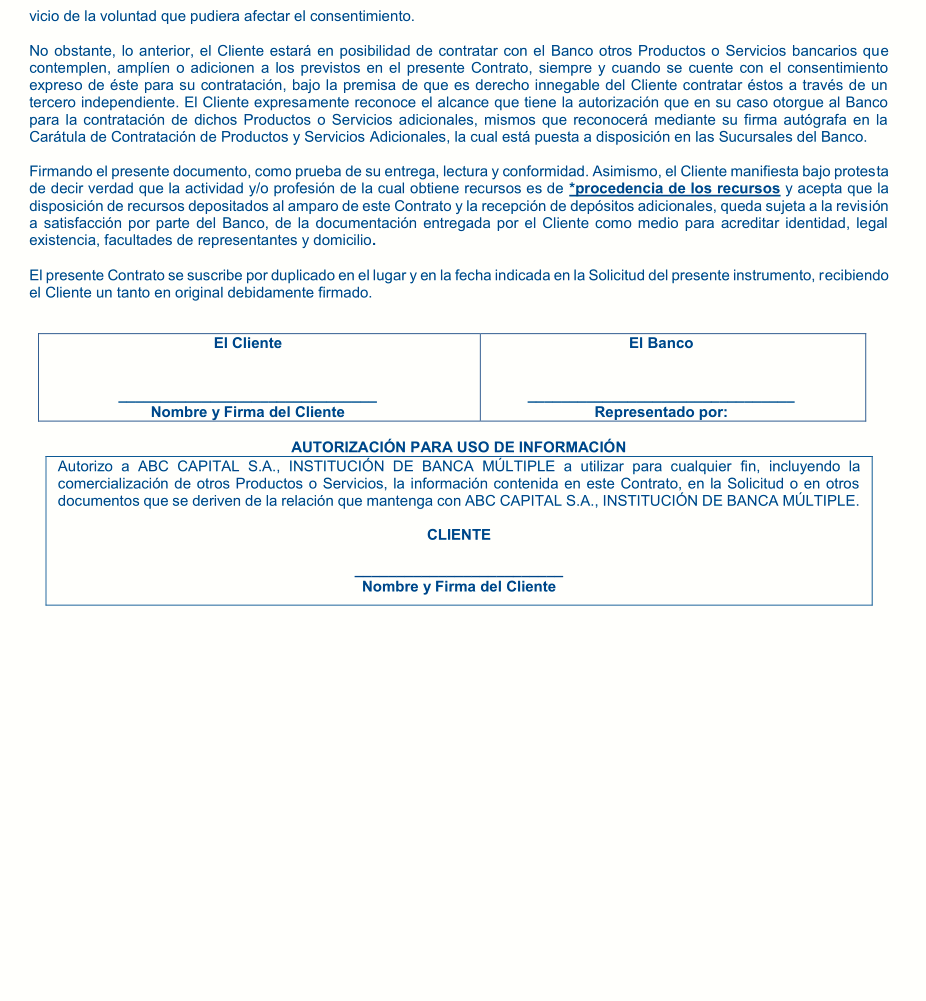 vicio de la voluntad que pudiera afectar el consentimiento.
No obstante, lo anterior, el Cliente estará en posibilidad de contratar con el Banco otros Productos o Servicios bancarios que
contemplen, amplíen o adicionen a los previstos en el presente Contrato, siempre y cuando se cuente con el consentimiento
expreso de éste para su contratación, bajo la premisa de que es derecho innegable del Cliente contratar éstos a través de un
tercero independiente. El Cliente expresamente reconoce el alcance que tiene la autorización que en su caso otorgue al Banco
para la contratación de dichos Productos o Servicios adicionales, mismos que reconocerá mediante su firma autógrafa en la
Carátula de Contratación de Productos y Servicios Adicionales, la cual está puesta a disposición en las Sucursales del Banco.
Firmando el presente documento, como prueba de su entrega, lectura y conformidad. Asimismo, el Cliente manifiesta bajo protesta
de decir verdad que la actividad y/o profesión de la cual obtiene recursos es de *procedencia de los recursos y acepta que la
disposición de recursos depositados al amparo de este Contrato y la recepción de depósitos adicionales, queda sujeta a la revisión
a satisfacción por parte del Banco, de la documentación entregada por el Cliente como medio para acreditar identidad, legal
existencia, facultades de representantes y domicilio.
El presente Contrato se suscribe por duplicado en el lugar y en la fecha indicada en la Solicitud del presente instrumento, recibiendo
el Cliente un tanto en original debidamente firmado.
El Cliente
Nombre y Firma del Cliente
El Banco
Representado por:
AUTORIZACIÓN PARA USO DE INFORMACIÓN
Autorizo a ABC CAPITAL S.A., INSTITUCIÓN DE BANCA MÚLTIPLE a utilizar para cualquier fin, incluyendo la
comercialización de otros Productos o Servicios, la información contenida en este Contrato, en la Solicitud o en otros
documentos que se deriven de la relación que mantenga con ABC CAPITAL S.A., INSTITUCIÓN DE BANCA MÚLTIPLE.
CLIENTE
Nombre y Firma del Cliente